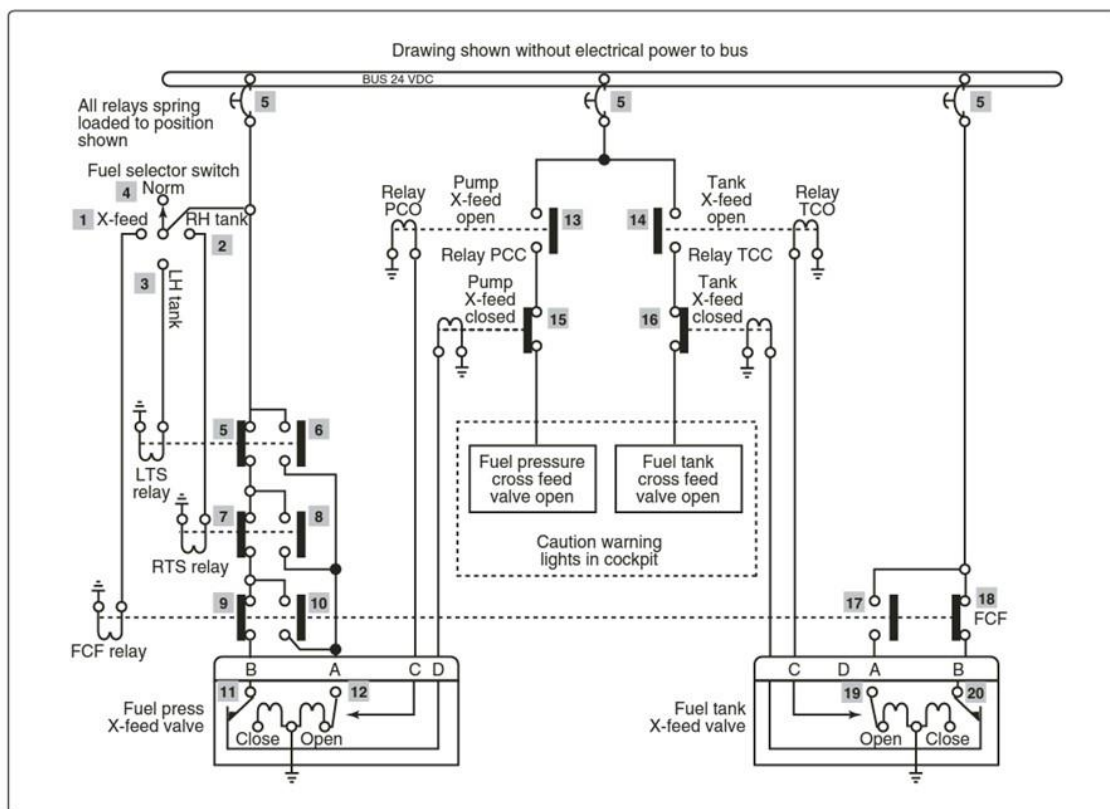 Drawing shown without electrical power to bus
BUS 24 VDC
5
5
5
All relays spring
loaded to position
shown
Fuel selector switch
4
Norm
1
X-feed
RH tank
2
3
LH tank
Relay
PCO
Pump
X-feed
open
13
Relay PCC
Pump
X-feed
closed
15
Tank
X-feed
open
14
Relay
TCO
Relay TCC
Tank
X-feed
closed
16
5
6
LTS
relay
7
8
RTS relay
9
10
FCF relay
Fuel pressure
cross feed
valve open
Fuel tank
cross feed
valve open
Caution warning
lights in cockpit
17
18
FCF
B
A
C
D
11
12
Fuel press
X-feed valve
Close
Open
C
D
A
B
19
20
Fuel tank
X-feed valve
Open
Close